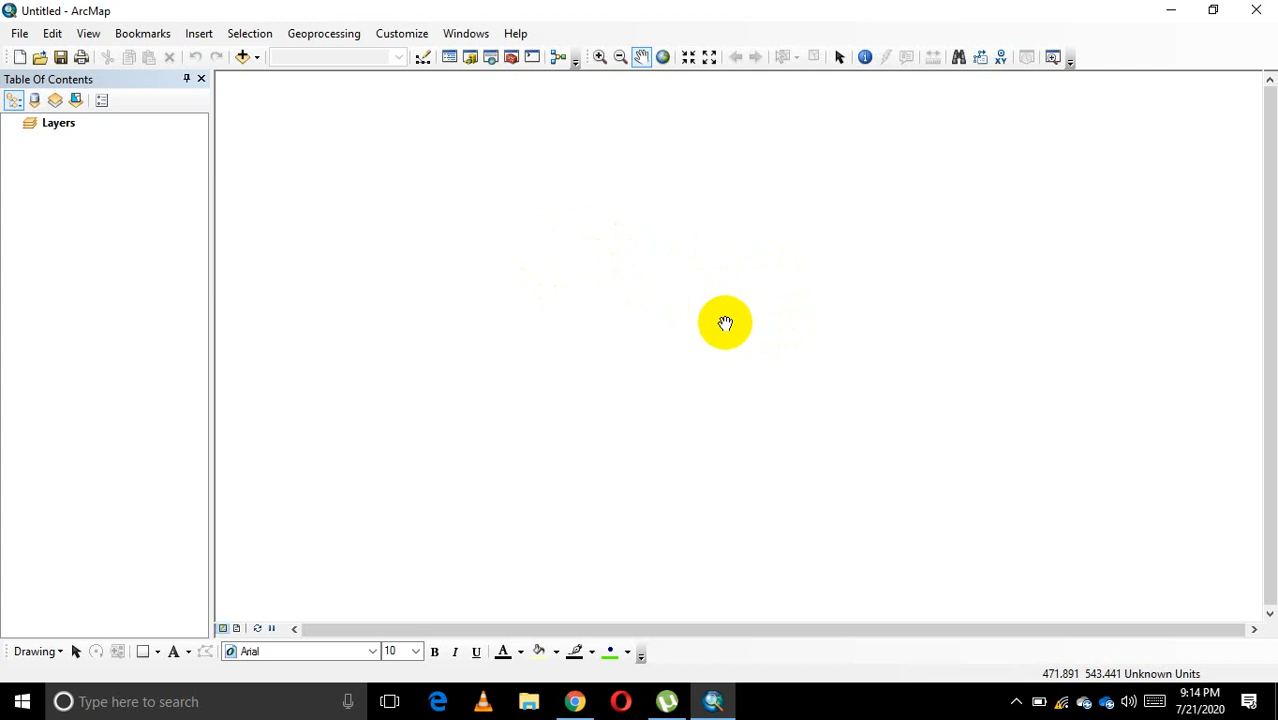 Untitled - ArcMap
File Edit View Bookmarks Insert Selection Geoprocessing Customize Windows Help
Table Of Contents
Layers
Drawing A Arial 10 B I U A
471.891 543.441 Unknown Units
Type here to search
9:14 PM
7/21/2020